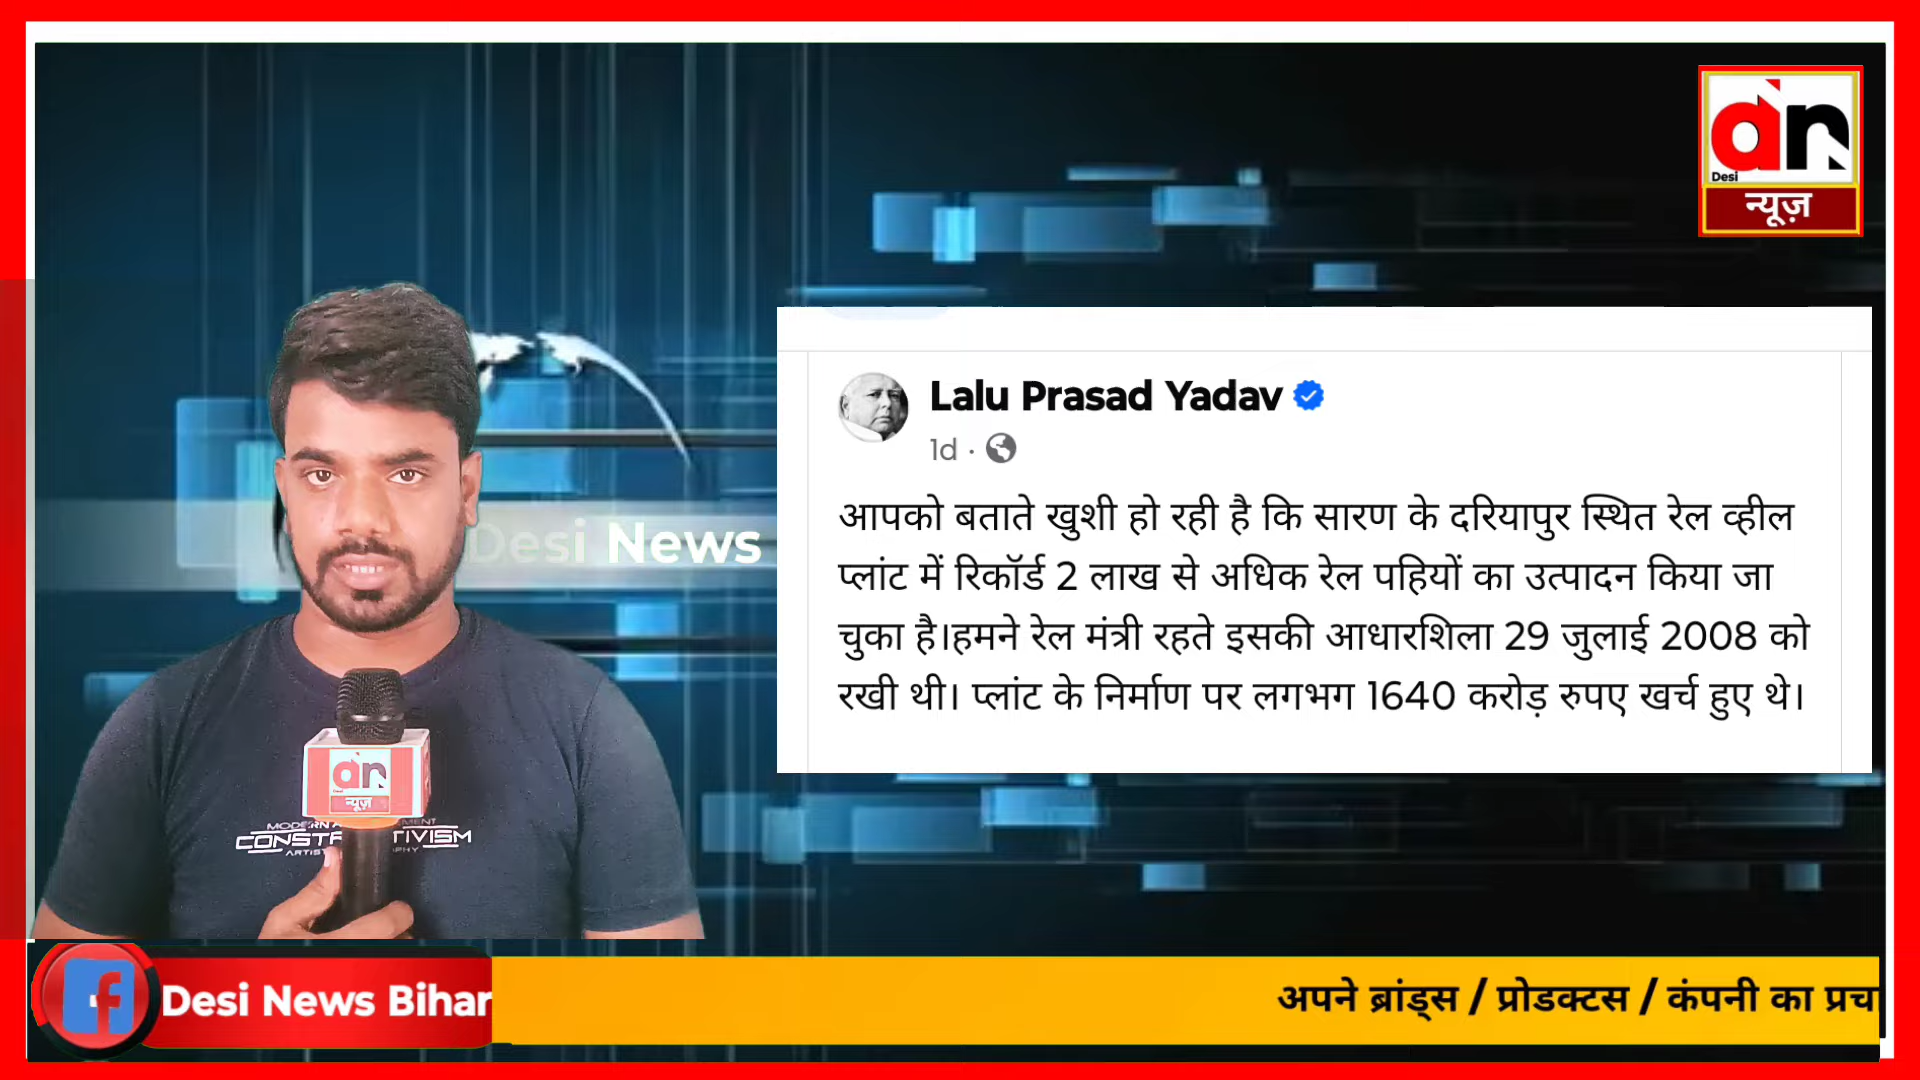 Desi
न्यूज़
Desi News
Lalu Prasad Yadav
1d
आपको बताते खुशी हो रही है कि सारण के दरियापुर स्थित रेल व्हील
प्लांट में रिकॉर्ड 2 लाख से अधिक रेल पहियों का उत्पादन किया जा
चुका है।हमने रेल मंत्री रहते इसकी आधारशिला 29 जुलाई 2008 को
रखी थी। प्लांट के निर्माण पर लगभग 1640 करोड़ रुपए खर्च हुए थे।
dn
न्यूज़
Desi News Bihar
अपने ब्रांड्स / प्रोडक्टस / कंपनी का प्रचा